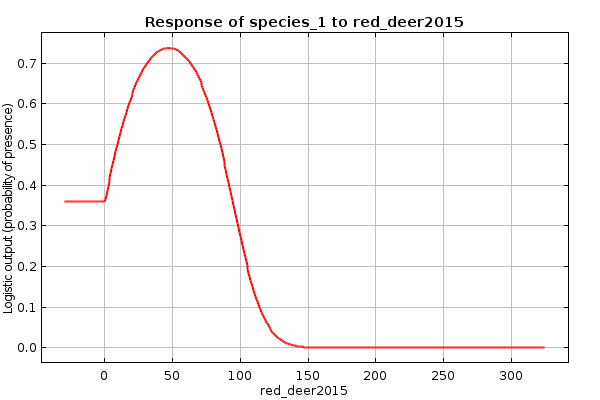 Response of species_1 to red_deer2015
Logistic output (probability of presence)
0.7
0.6
0.5
0.4
0.3
0.2
0.1
0.0
0 50 100 150 200 250 300
red_deer2015